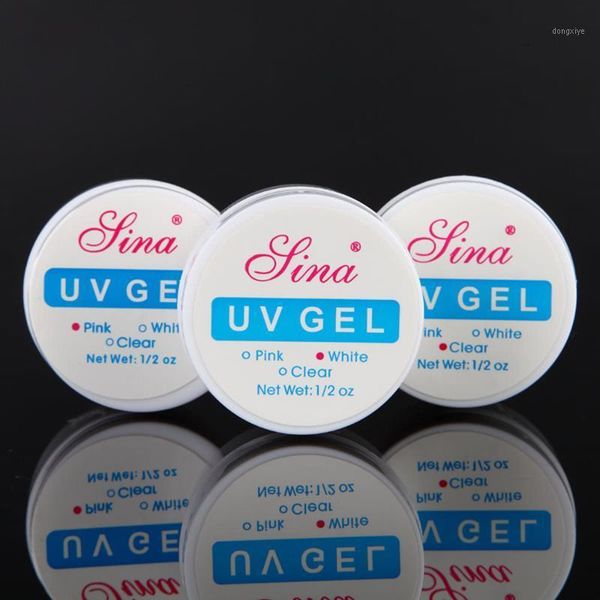 dongxiye
Sina®
UV GEL
Pink White
Clear
Net Wet: 1/2 oz
Sina®
UV GEL
Pink White
Clear
Net Wet: 1/2 oz
Sina®
UV GEL
Pink White
Clear
Net Wet: 1/2 oz